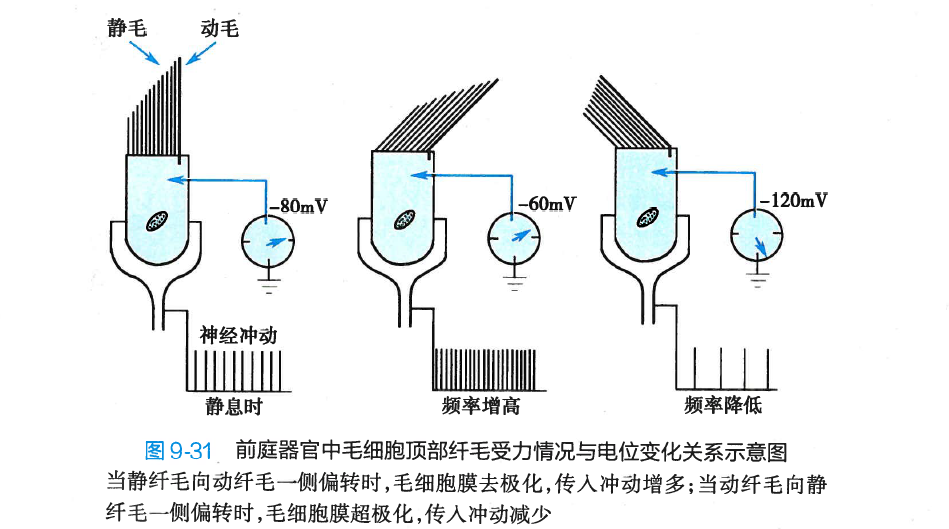 静毛 动毛
-80mV
-60mV
-120mV
神经冲动
静息时
频率增高
频率降低
图9-31 前庭器官中毛细胞顶部纤毛受力情况与电位变化关系示意图
当静纤毛向动纤毛一侧偏转时,毛细胞膜去极化,传入冲动增多;当动纤毛向静
纤毛一侧偏转时,毛细胞膜超极化,传入冲动减少